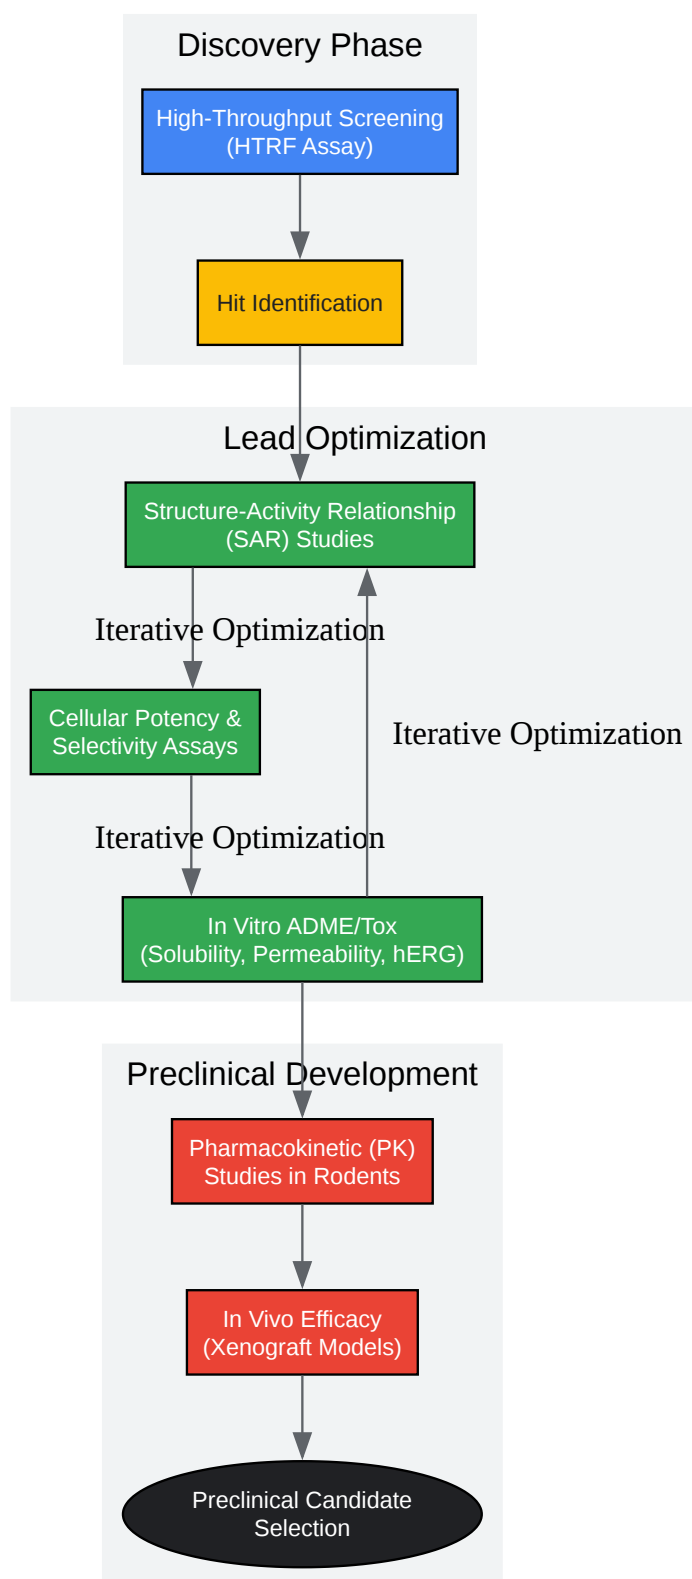 Discovery Phase
High-Throughput Screening
(HTRF Assay)
Hit Identification
Lead Optimization
Structure-Activity Relationship
(SAR) Studies
Iterative Optimization
Cellular Potency &
Selectivity Assays
Iterative Optimization
Iterative Optimization
In Vitro ADME/Tox
(Solubility, Permeability, hERG)
Preclinical Development
Pharmacokinetic (PK)
Studies in Rodents
In Vivo Efficacy
(Xenograft Models)
Preclinical Candidate
Selection